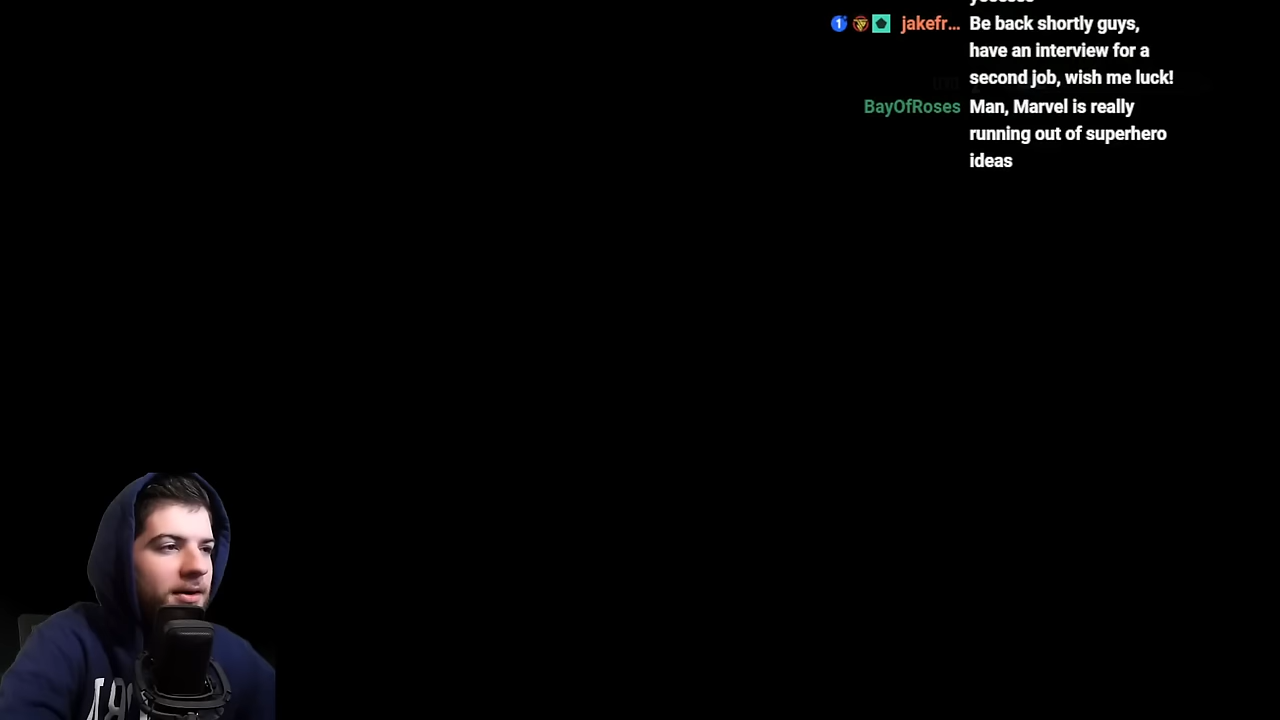 jakefr... Be back shortly guys,
have an interview for a
second job, wish me luck!
BayOfRoses Man, Marvel is really
running out of superhero
ideas